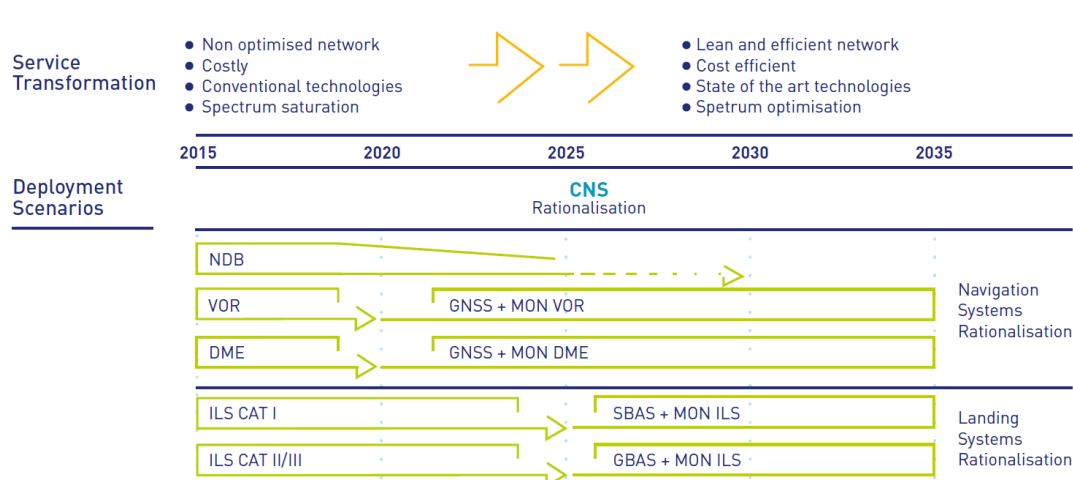 Service
Transformation
Non optimised network
Costly
Conventional technologies
Spectrum saturation
Lean and efficient network
Cost efficient
State of the art technologies
Spetrum optimisation
2015 2020 2025 2030 2035
Deployment
Scenarios
CNS
Rationalisation
NDB
VOR
GNSS + MON VOR
DME
GNSS + MON DME
Navigation
Systems
Rationalisation
ILS CAT I
SBAS + MON ILS
ILS CAT II/III
GBAS + MON ILS
Landing
Systems
Rationalisation